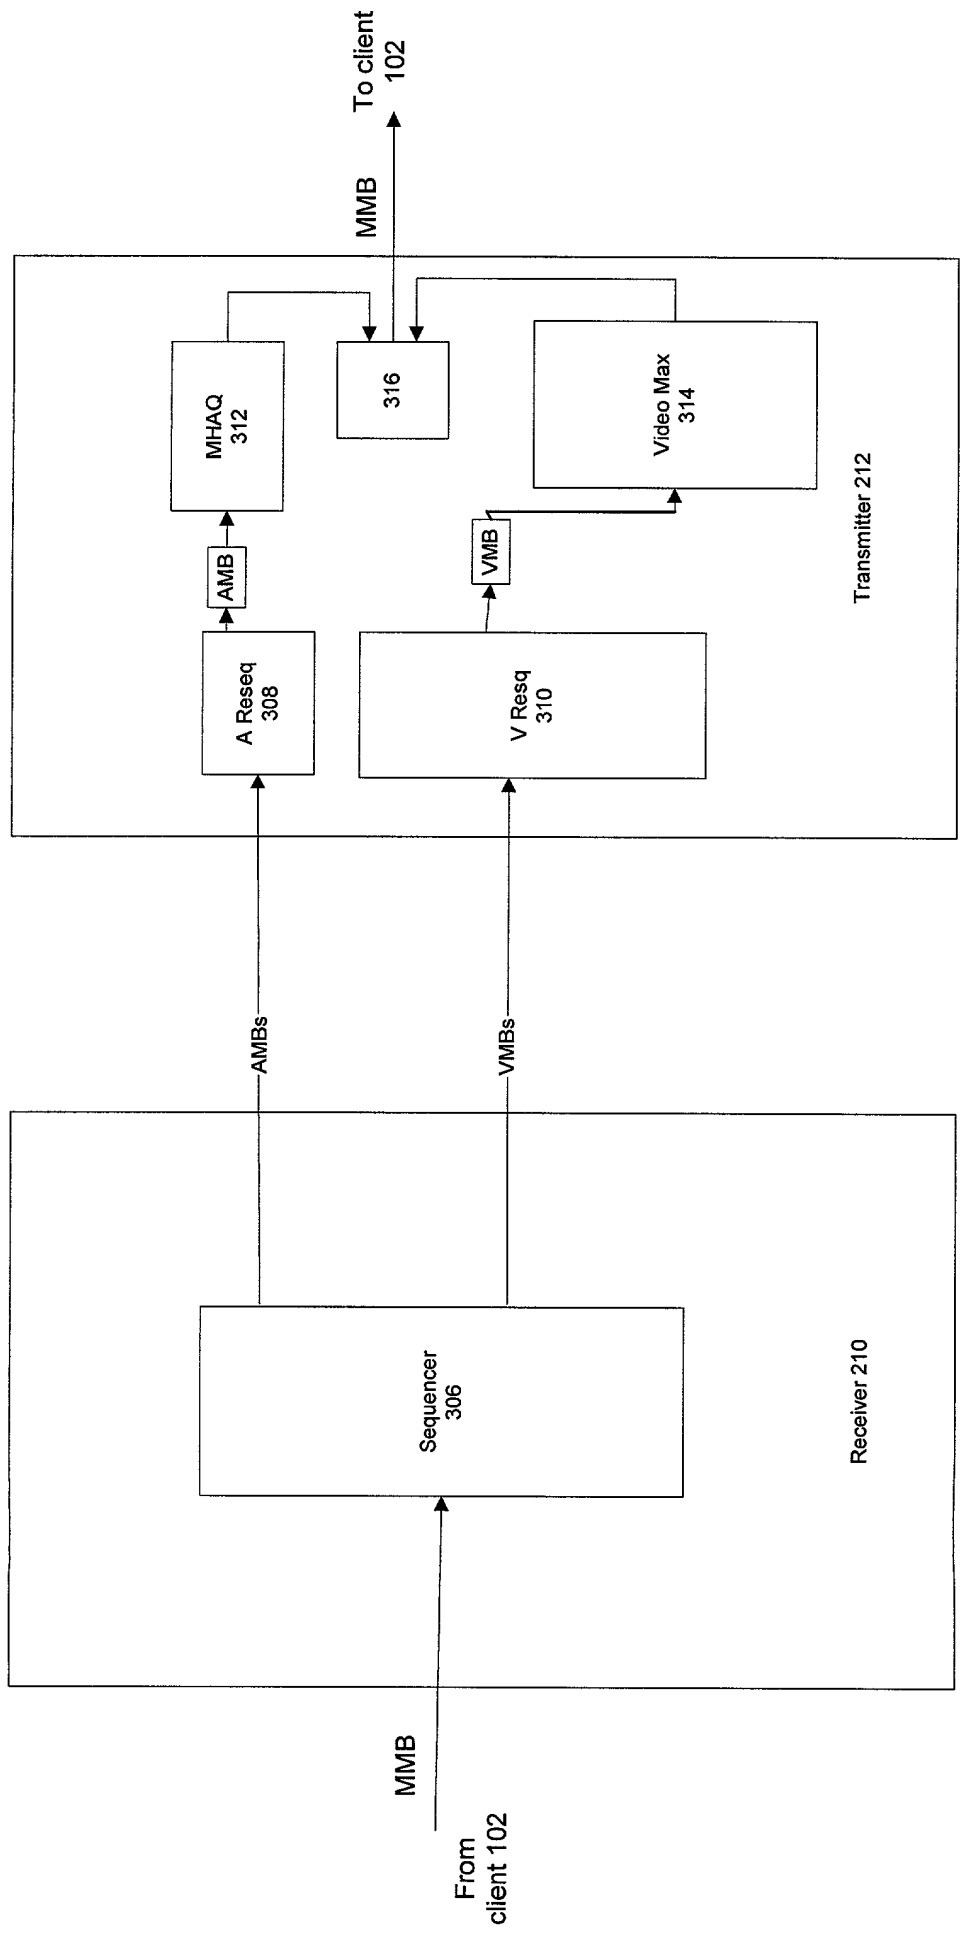 From
client 102
MMB
Sequencer
306
Receiver 210
AMBs
VMBs
A Reseq
308
AMB
MHAQ
312
V Resq
310
VMB
Video Max
314
316
Transmitter 212
MMB
To client
102